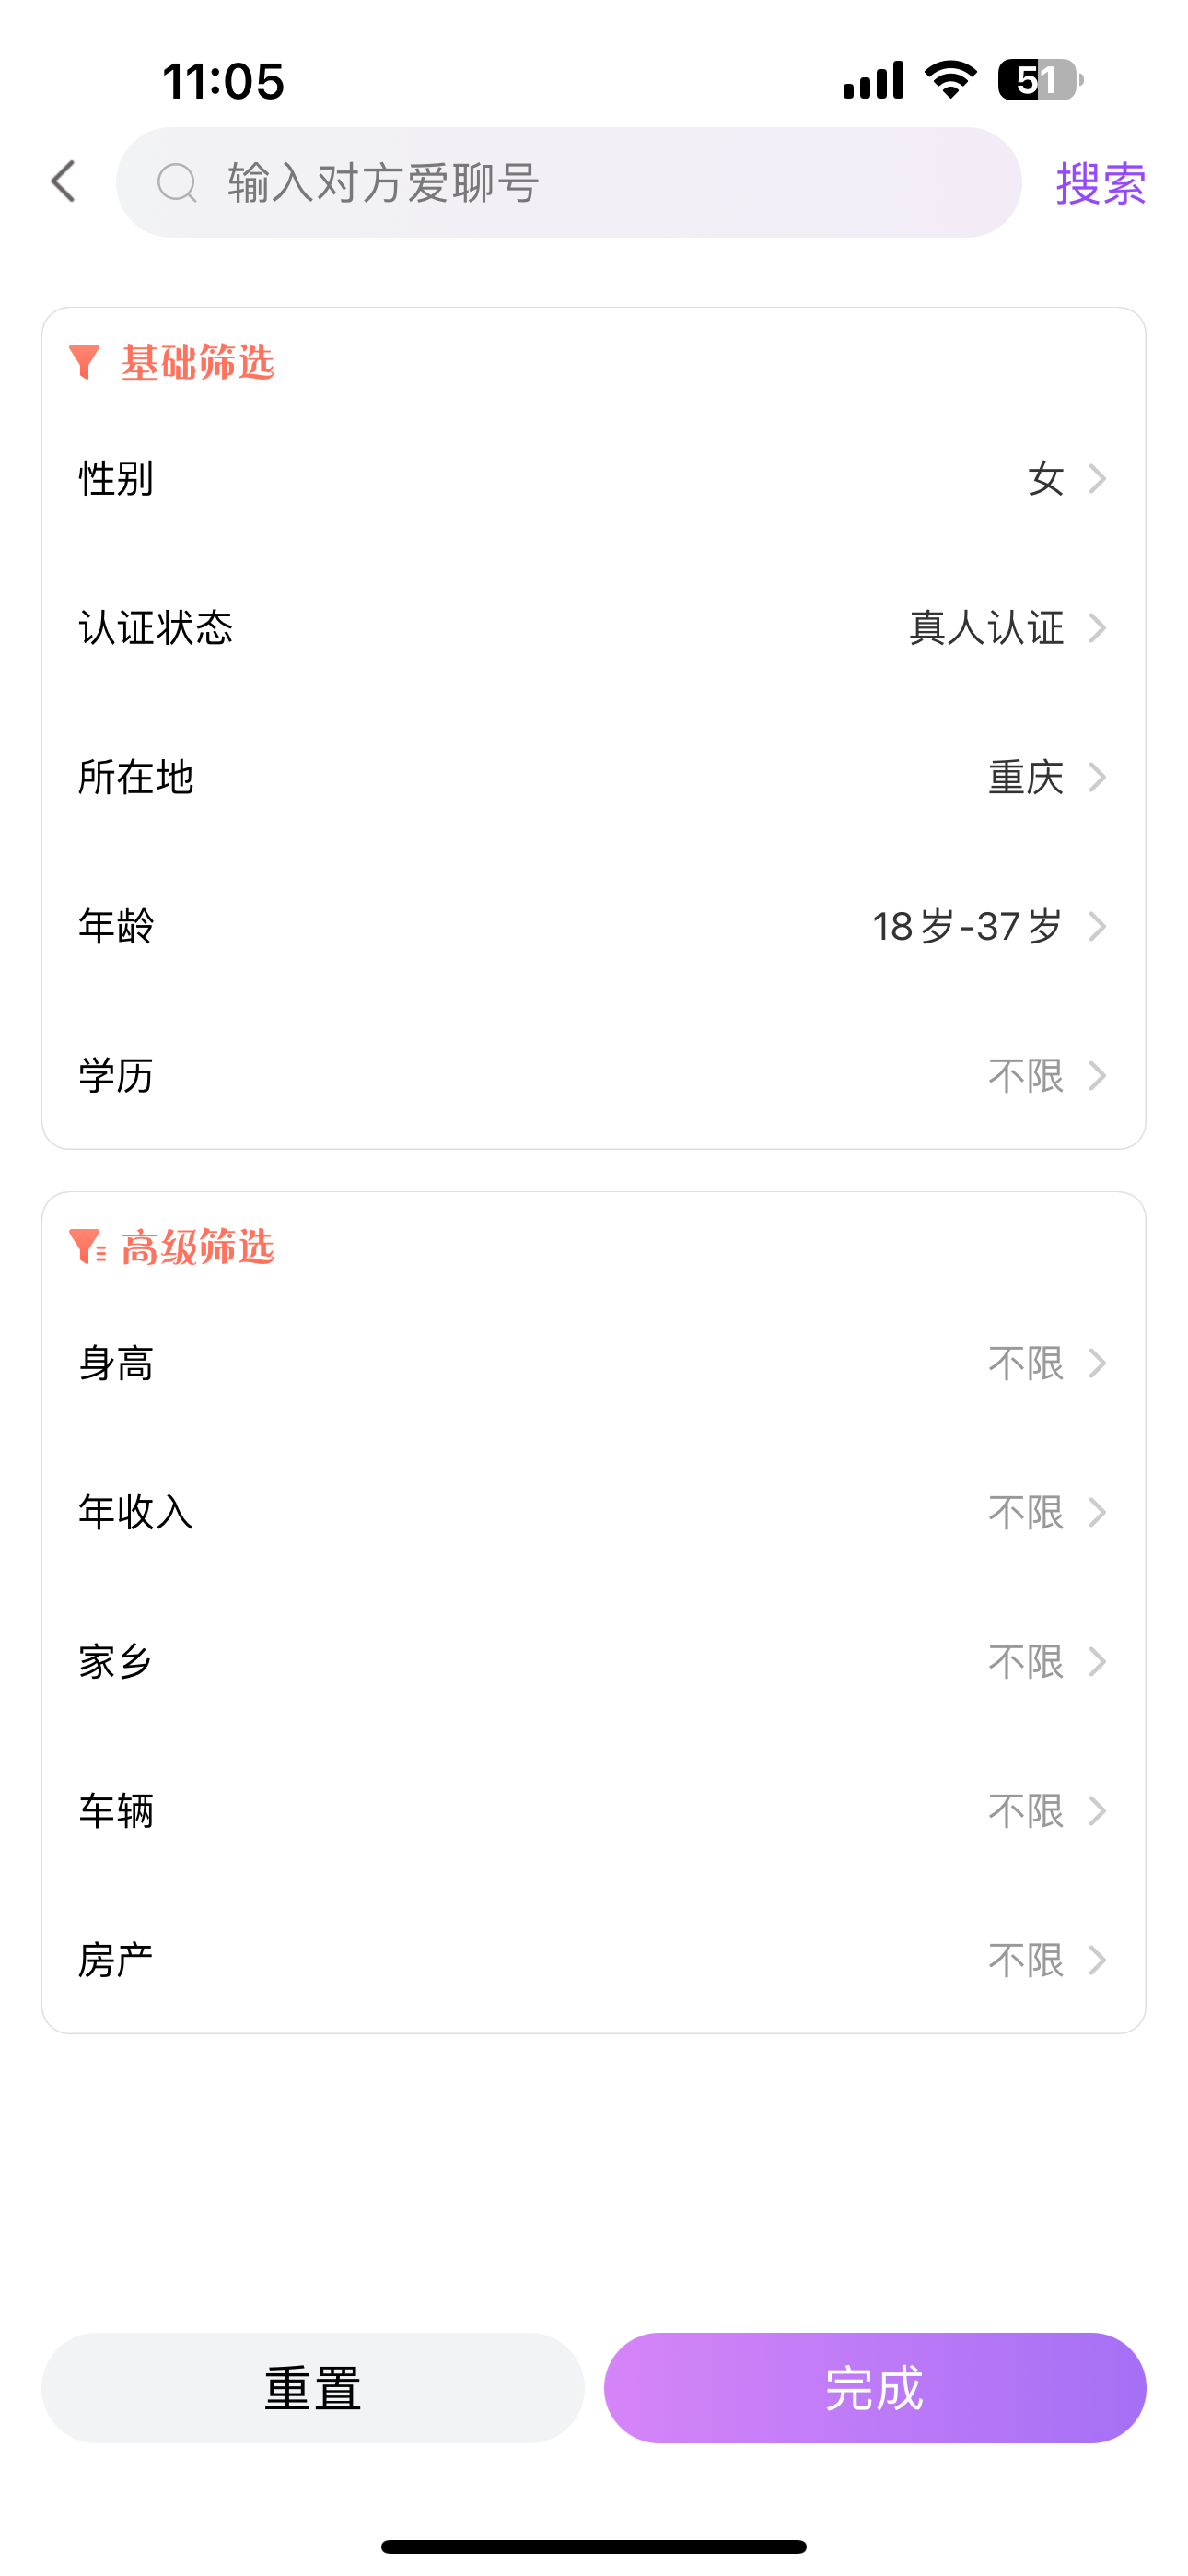 11:05
51
输入对方爱聊号
搜索
基础筛选
性别 女
认证状态 真人认证
所在地 重庆
年龄 18岁-37岁
学历 不限
高级筛选
身高 不限
年收入 不限
家乡 不限
车辆 不限
房产 不限
重置 完成